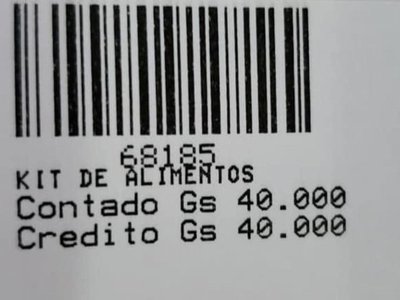 68185
KIT DE ALIMENTOS
Contado Gs 40.000
Credito Gs 40.000